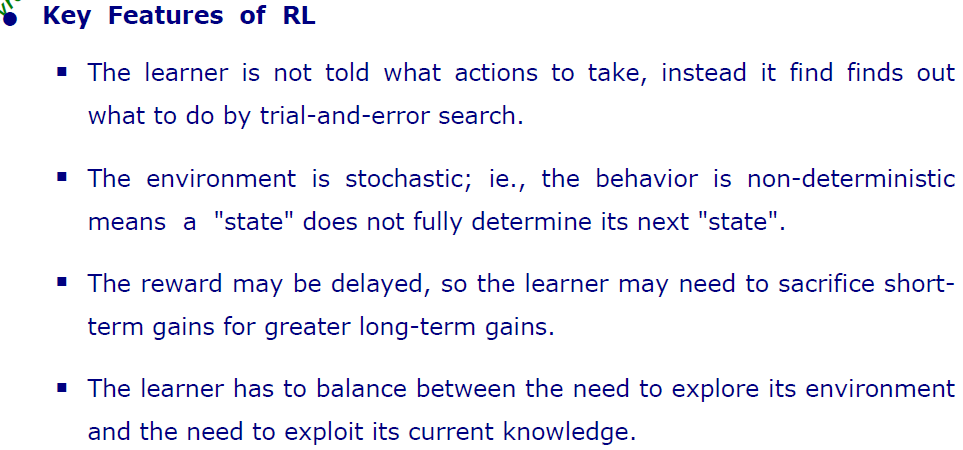 Key Features of RL
The learner is not told what actions to take, instead it find finds out
what to do by trial-and-error search.
The environment is stochastic; ie., the behavior is non-deterministic
means a "state" does not fully determine its next "state".
The reward may be delayed, so the learner may need to sacrifice short-
term gains for greater long-term gains.
The learner has to balance between the need to explore its environment
and the need to exploit its current knowledge.